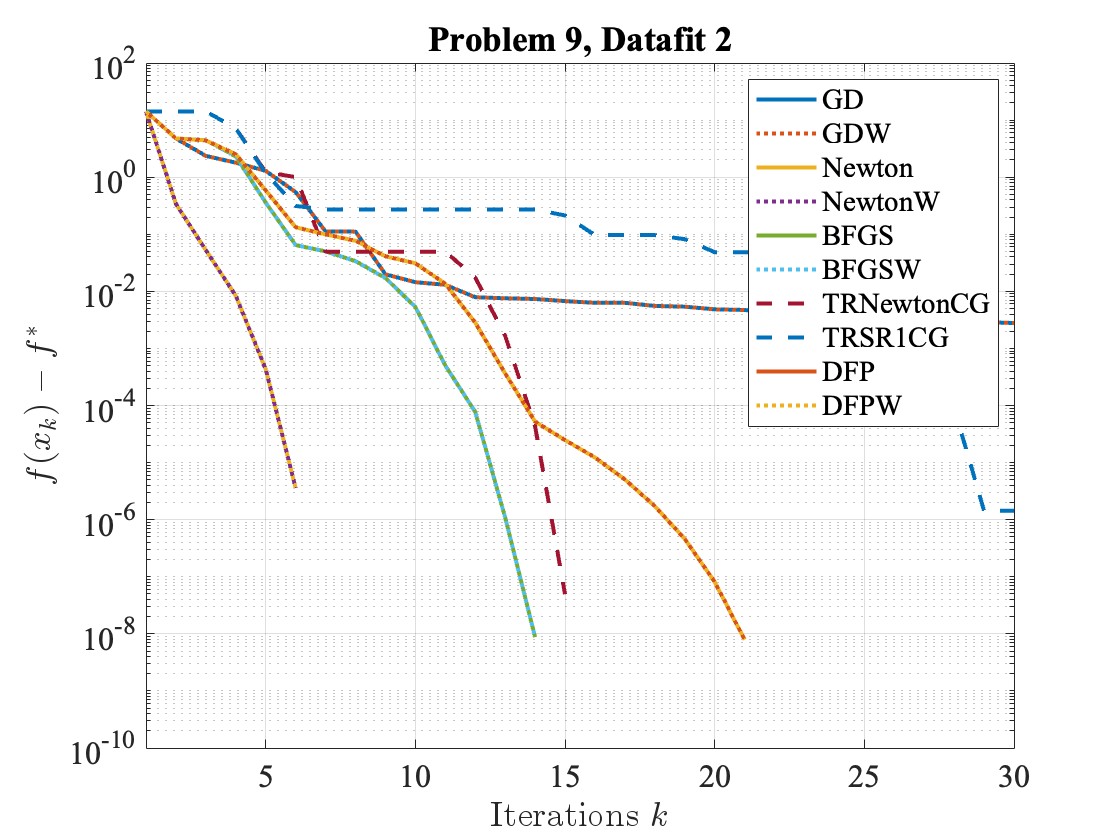 Problem 9, Datafit 2
10^2
10^0
10^-2
10^-4
10^-6
10^-8
10^-10
f(x_k) − f^*
GD
GDW
Newton
NewtonW
BFGS
BFGSW
TRNewtonCG
TRSR1CG
DFP
DFPW
5 10 15 20 25 30
Iterations k